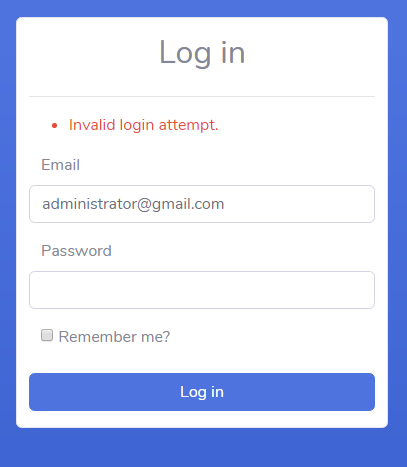 Log in
Invalid login attempt.
Email
administrator@gmail.com
Password
Remember me?
Log in